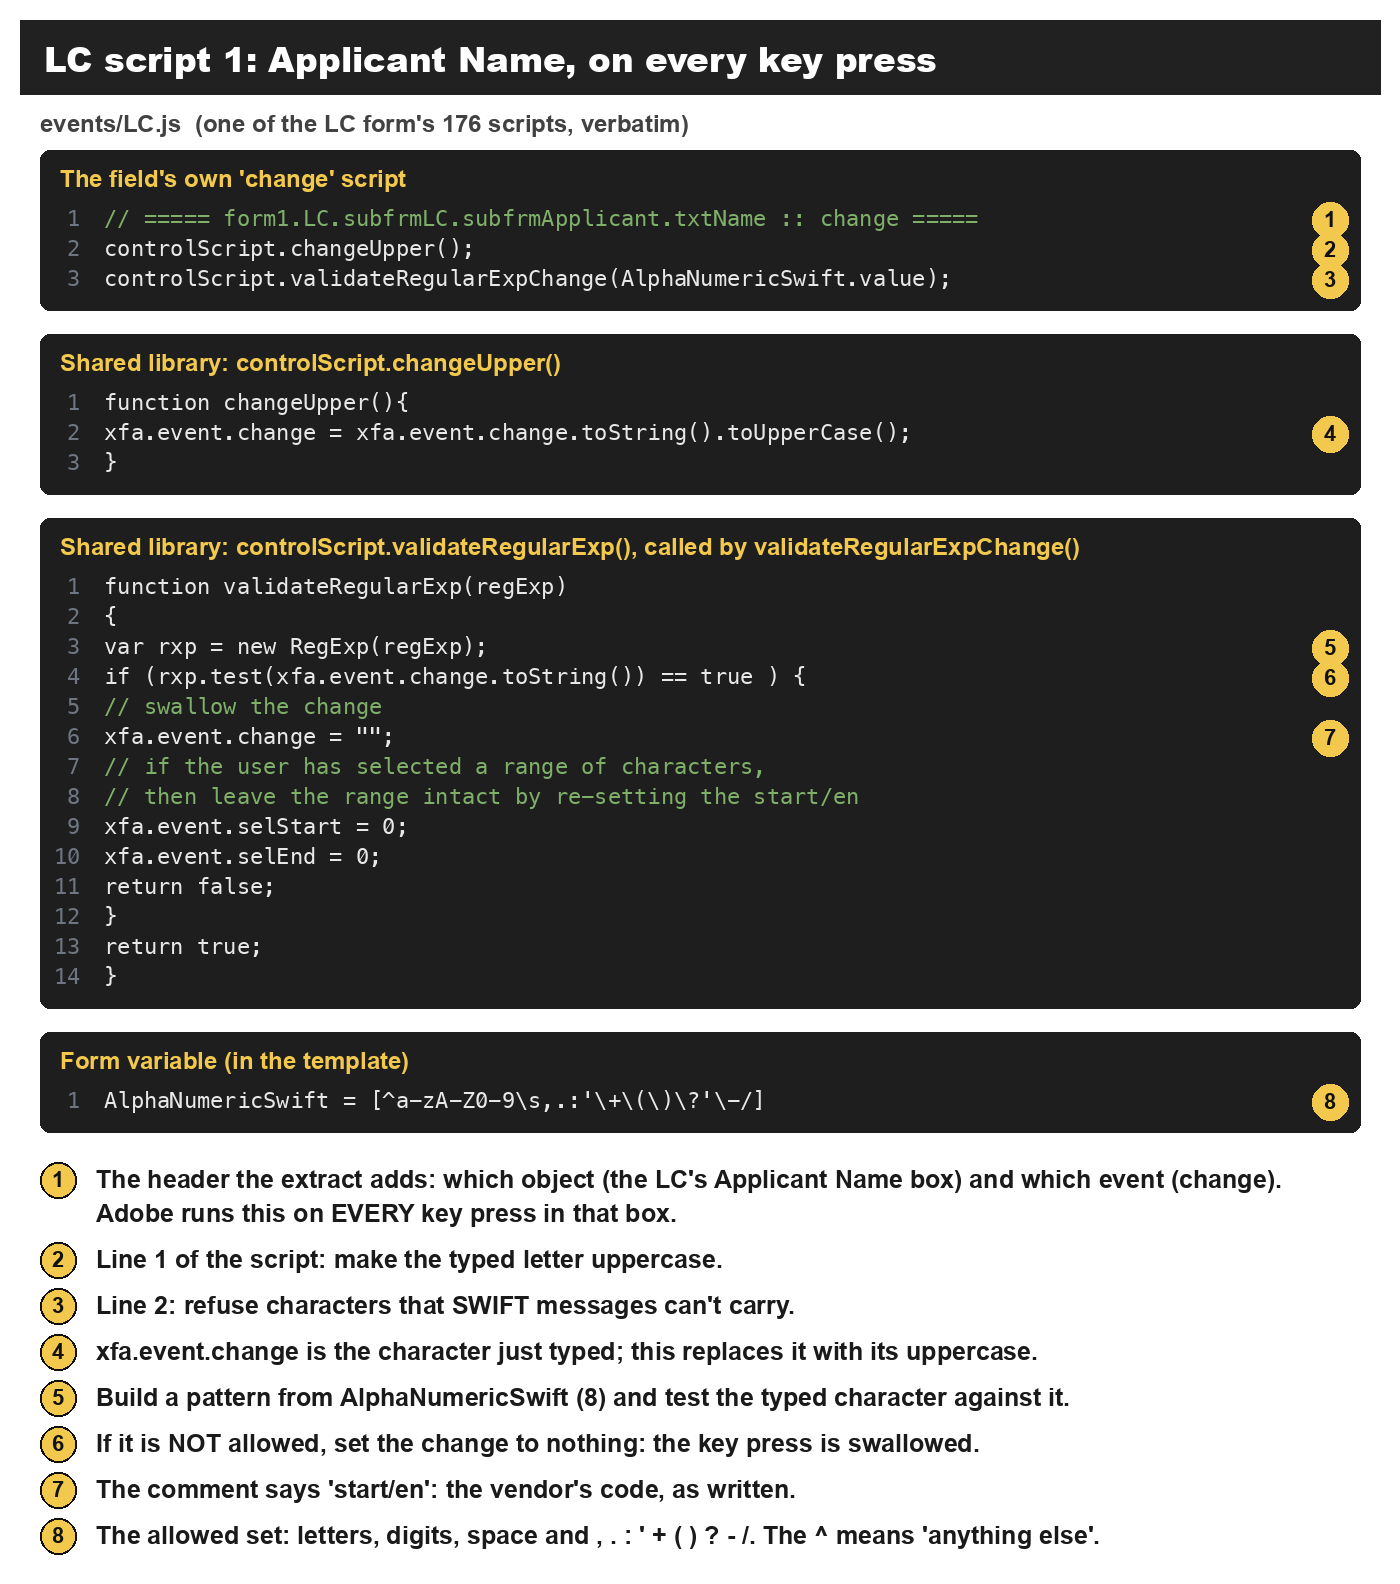 LC script 1: Applicant Name, on every key press
events/LC.js (one of the LC form's 176 scripts, verbatim)
The field's own 'change' script
1 // ===== form1.LC.subfrmLC.subfrmApplicant.txtName :: change ===== 1
2 controlScript.changeUpper(); 2
3 controlScript.validateRegularExpChange(AlphaNumericSwift.value); 3
Shared library: controlScript.changeUpper()
1 function changeUpper(){
2 xfa.event.change = xfa.event.change.toString().toUpperCase(); 4
3 }
Shared library: controlScript.validateRegularExp(), called by validateRegularExpChange()
1 function validateRegularExp(regExp)
2 {
3 var rxp = new RegExp(regExp); 5
4 if (rxp.test(xfa.event.change.toString()) == true ) { 6
5 // swallow the change
6 xfa.event.change = ""; 7
7 // if the user has selected a range of characters,
8 // then leave the range intact by re-setting the start/en
9 xfa.event.selStart = 0;
10 xfa.event.selEnd = 0;
11 return false;
12 }
13 return true;
14 }
Form variable (in the template)
1 AlphaNumericSwift = [^a-zA-Z0-9\s,.:'\+\(\)\?'\-/] 8
1 The header the extract adds: which object (the LC's Applicant Name box) and which event (change).
Adobe runs this on EVERY key press in that box.
2 Line 1 of the script: make the typed letter uppercase.
3 Line 2: refuse characters that SWIFT messages can't carry.
4 xfa.event.change is the character just typed; this replaces it with its uppercase.
5 Build a pattern from AlphaNumericSwift (8) and test the typed character against it.
6 If it is NOT allowed, set the change to nothing: the key press is swallowed.
7 The comment says 'start/en': the vendor's code, as written.
8 The allowed set: letters, digits, space and , . : ' + ( ) ? - /. The ^ means 'anything else'.